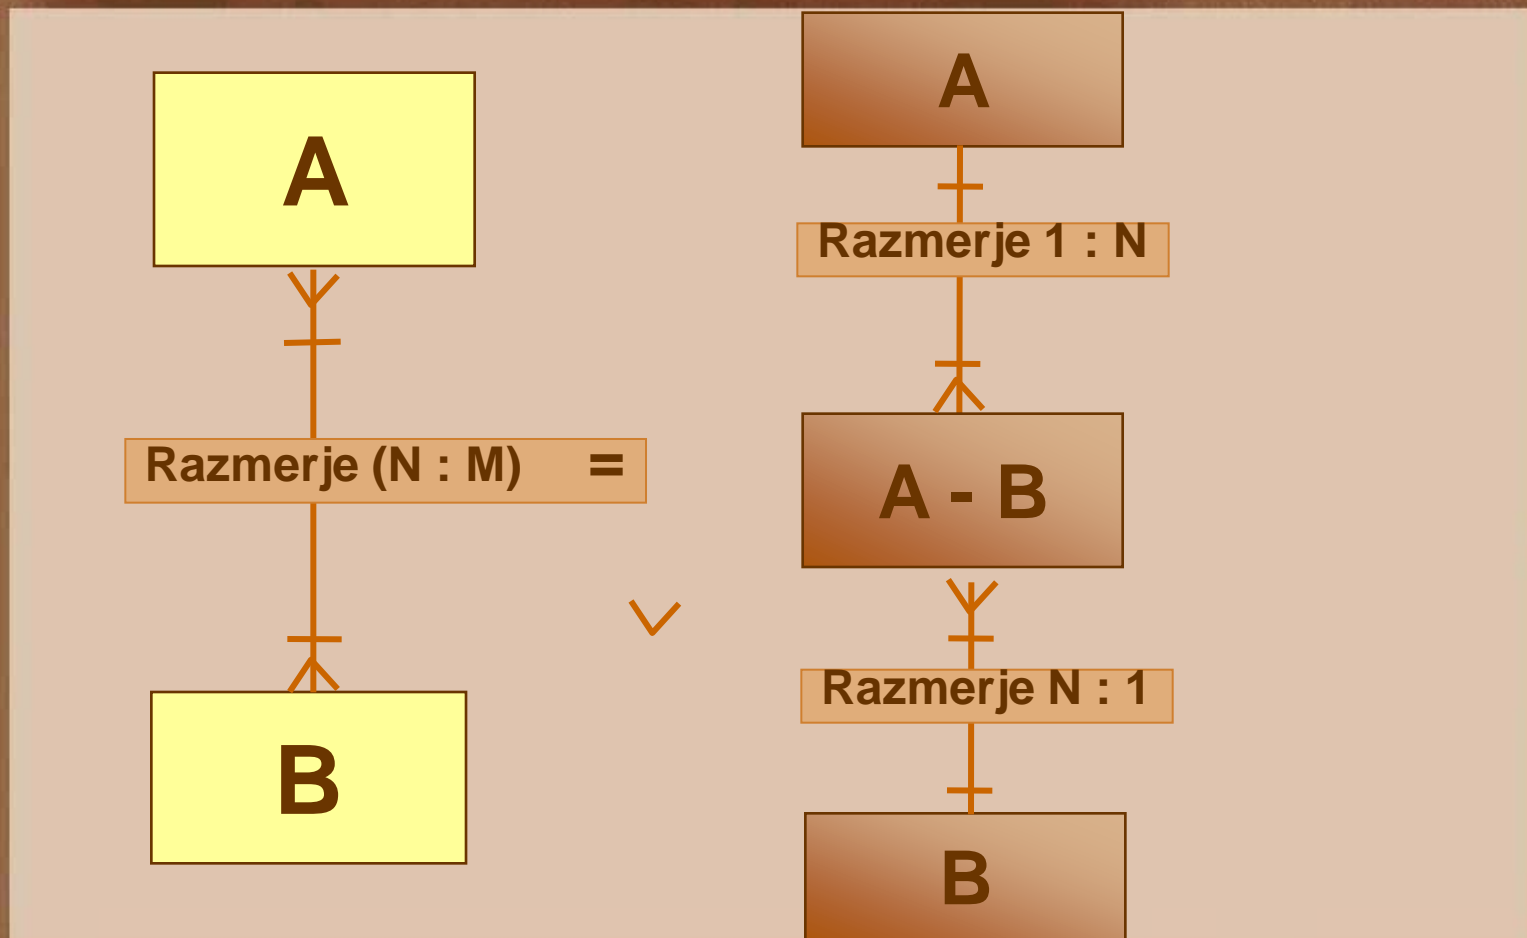 A
Razmerje (N : M) =
B
A
Razmerje 1 : N
A - B
Razmerje N : 1
B